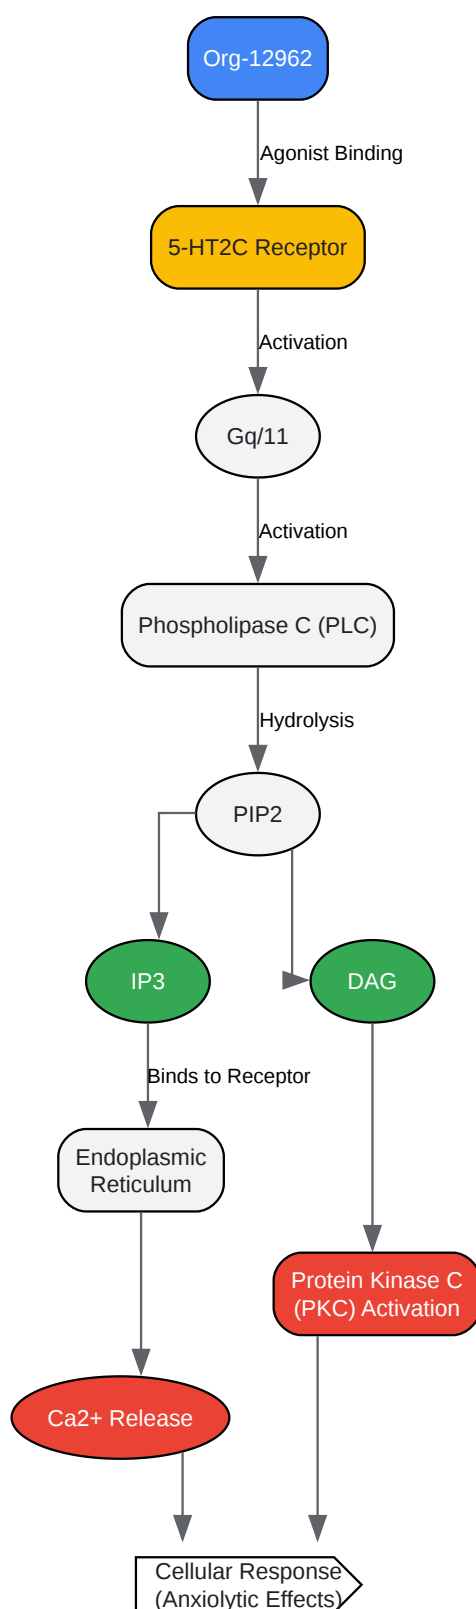 Org-12962
Agonist Binding
5-HT2C Receptor
Activation
Gq/11
Activation
Phospholipase C (PLC)
Hydrolysis
PIP2
IP3
DAG
Binds to Receptor
Endoplasmic
Reticulum
Protein Kinase C
(PKC) Activation
Ca2+ Release
Cellular Response
(Anxiolytic Effects)